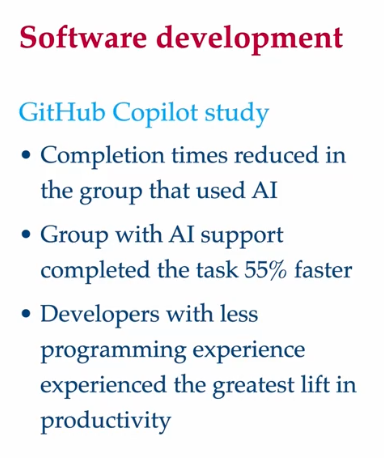 Software development
GitHub Copilot study
• Completion times reduced in
the group that used AI
• Group with AI support
completed the task 55% faster
• Developers with less
programming experience
experienced the greatest lift in
productivity